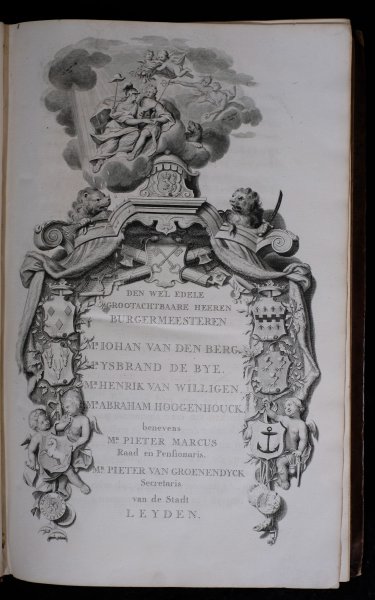 DEN WEL EDELE
GROOTACHTBAARE HEEREN
BURGERMEESTEREN
Mr. IOHAN VAN DEN BERG,
Mr. YSBRAND DE BYE.
Mr. HENRIK VAN WILLIGEN,
Mr. ABRAHAM HOOGENHOUCK,
benevens
Mr. PIETER MARCUS
Raad en Pensionaris.
Mr. PIETER VAN GROENENDYCK
Secretaris
van de Stadt
LEYDEN.